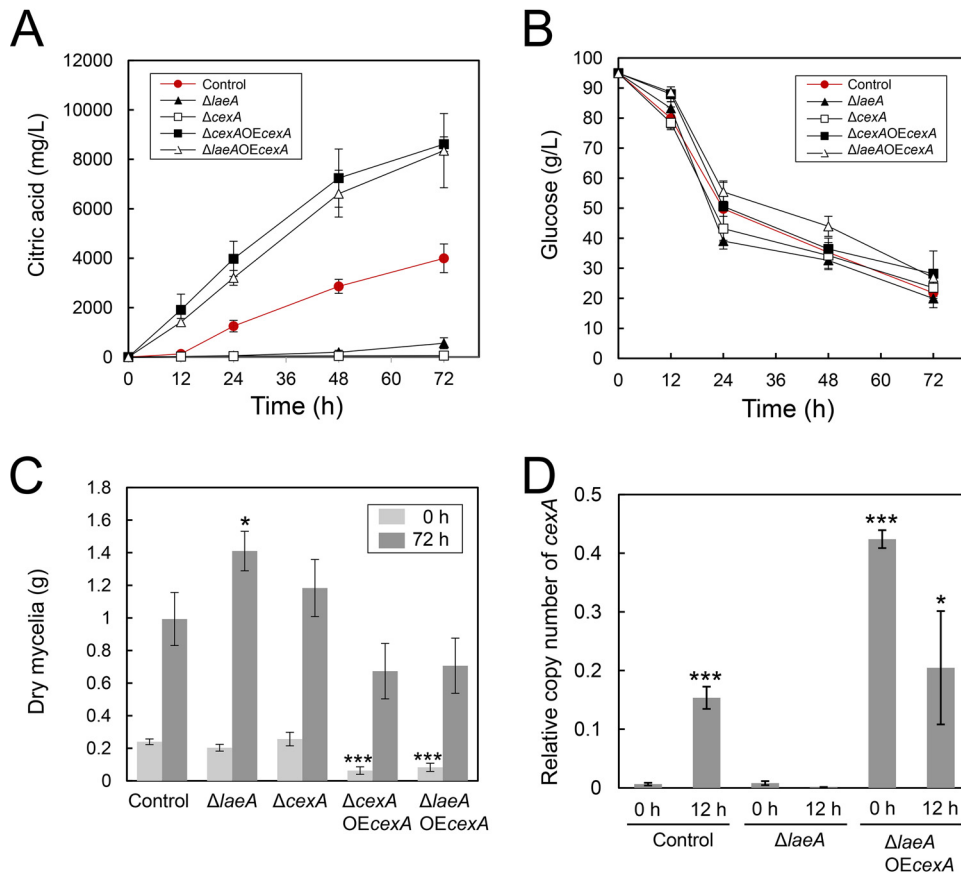 A
12000
10000
8000
6000
4000
2000
0
Citric acid (mg/L)
Control
ΔlaeA
ΔcexA
ΔcexAOEcexA
ΔlaeAOEcexA
0 12 24 36 48 60 72
Time (h)
B
100
90
80
70
60
50
40
30
20
10
0
Glucose (g/L)
Control
ΔlaeA
ΔcexA
ΔcexAOEcexA
ΔlaeAOEcexA
0 12 24 36 48 60 72
Time (h)
C
1.8
1.6
1.4
1.2
1
0.8
0.6
0.4
0.2
0
Dry mycelia (g)
0 h
72 h
*
***
***
Control ΔlaeA ΔcexA ΔcexA ΔlaeA
OEcexA OEcexA
D
0.5
0.4
0.3
0.2
0.1
0
Relative copy number of cexA
***
***
*
0 h 12 h 0 h 12 h 0 h 12 h
Control ΔlaeA ΔlaeA
OEcexA